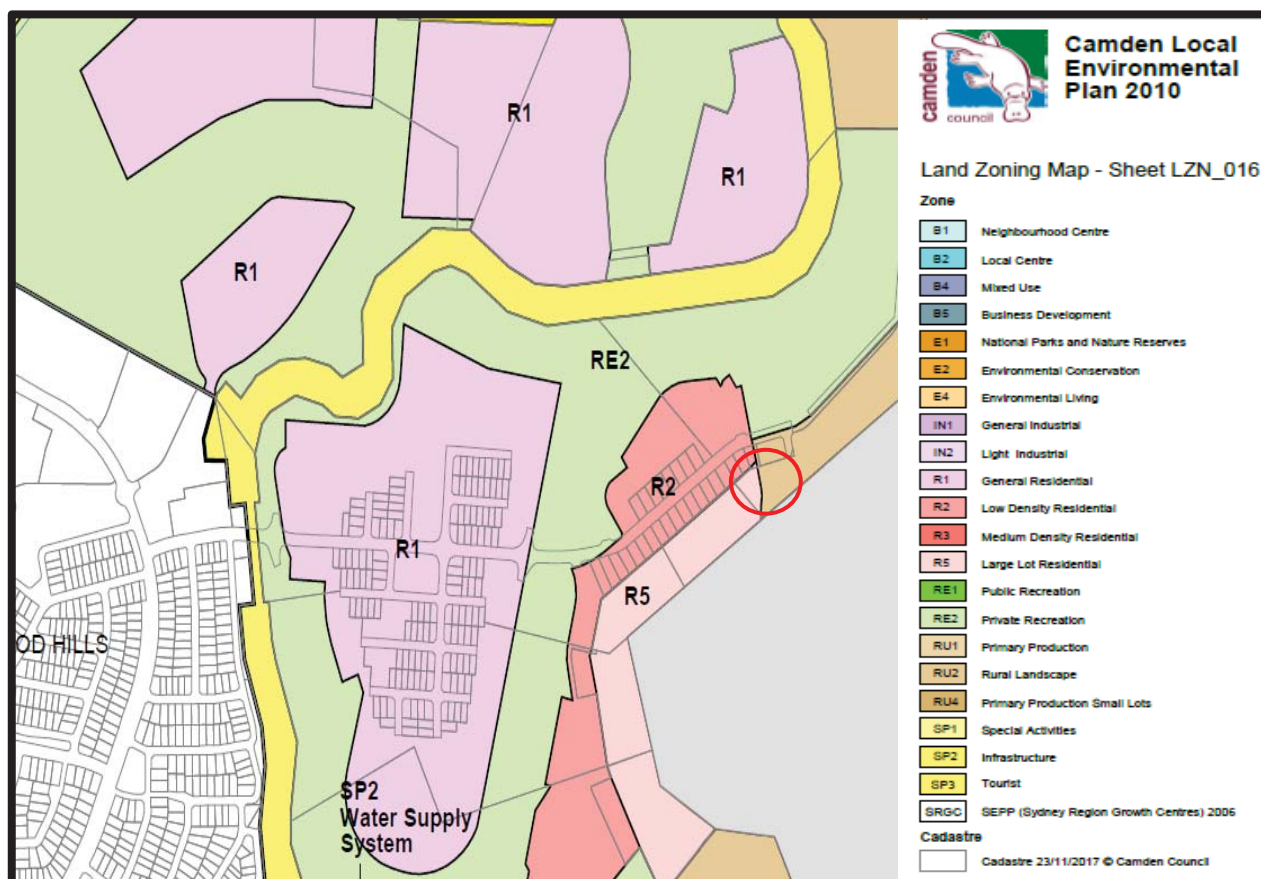 R1
R1
R1
RE2
R2
R1
R5
OD HILLS
SP2
Water Supply
System
camden
council
Camden Local
Environmental
Plan 2010
Land Zoning Map - Sheet LZN_016
Zone
B1 Neighbourhood Centre
B2 Local Centre
B4 Mixed Use
B5 Business Development
E1 National Parks and Nature Reserves
E2 Environmental Conservation
E4 Environmental Living
IN1 General Industrial
IN2 Light Industrial
R1 General Residential
R2 Low Density Residential
R3 Medium Density Residential
R5 Large Lot Residential
RE1 Public Recreation
RE2 Private Recreation
RU1 Primary Production
RU2 Rural Landscape
RU4 Primary Production Small Lots
SP1 Special Activities
SP2 Infrastructure
SP3 Tourist
SRGC SEPP (Sydney Region Growth Centres) 2006
Cadastre
Cadastre 23/11/2017 © Camden Council